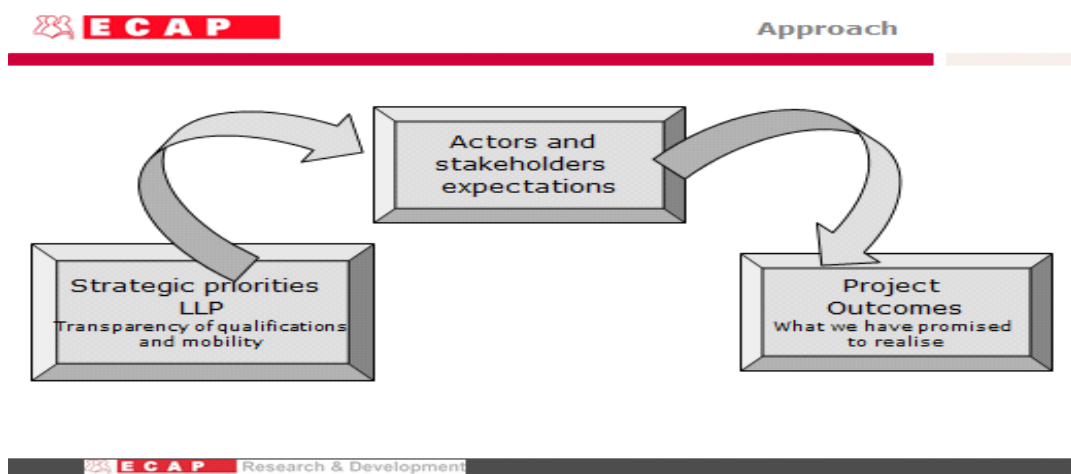 ECAP
Approach
Actors and
stakeholders
expectations
Strategic priorities
LLP
Transparency of qualifications
and mobility
Project
Outcomes
What we have promised
to realise
ECAP Research & Development